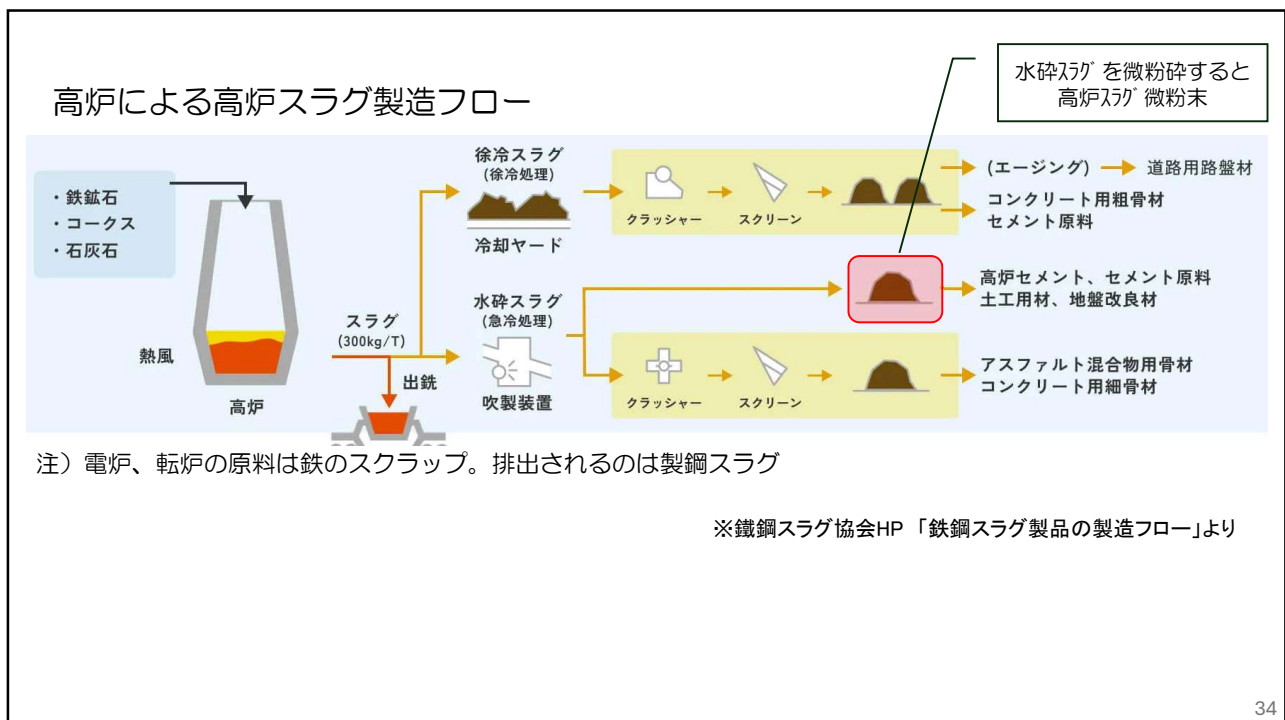 水砕ｽﾗｸﾞを微粉砕すると
高炉ｽﾗｸﾞ微粉末
高炉による高炉スラグ製造フロー
・鉄鉱石
・コークス
・石灰石
熱風
高炉
スラグ
(300kg/T)
出銑
徐冷スラグ
(徐冷処理)
冷却ヤード
クラッシャー
スクリーン
(エージング)
道路用路盤材
コンクリート用粗骨材
セメント原料
水砕スラグ
(急冷処理)
吹製装置
高炉セメント、セメント原料
土工用材、地盤改良材
クラッシャー
スクリーン
アスファルト混合物用骨材
コンクリート用細骨材
注）電炉、転炉の原料は鉄のスクラップ。排出されるのは製鋼スラグ
※鐵鋼スラグ協会HP 「鉄鋼スラグ製品の製造フロー」より
34